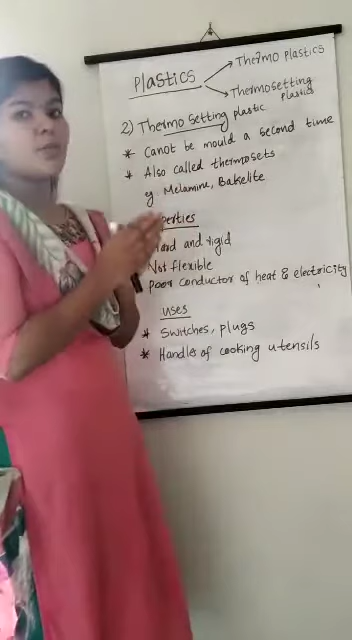 Plastics
Thermo plastics
Thermosetting
plastics
2) Thermo setting plastic
* Canot be mould a second time
* Also called thermosets
eg Melamine, Bakelite
perties
Hard and rigid
Not flexible
poor conductor of heat & electricity
uses
* Switches, plugs
* Handles of cooking utensils